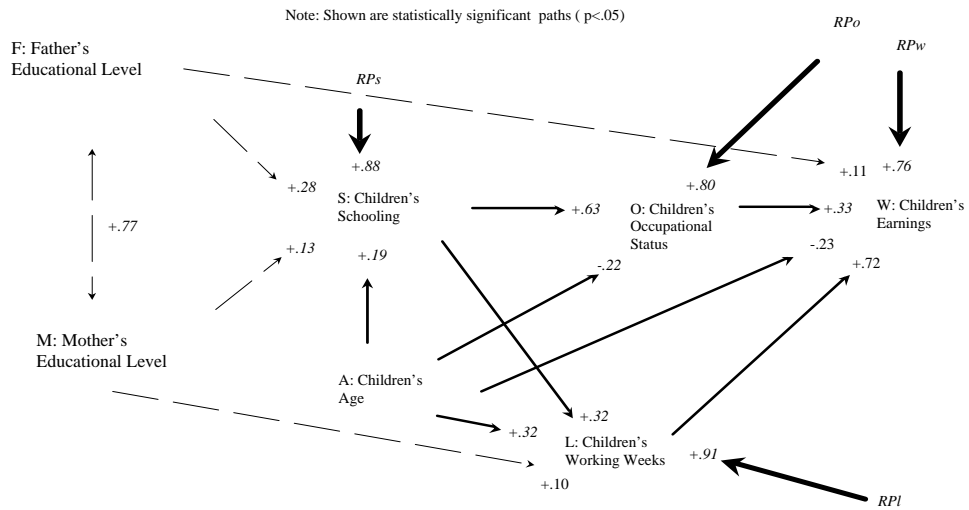 Note: Shown are statistically significant paths ( p<.05)
RPo
F: Father's
Educational Level
RPw
RPs
+.88
+.11
+.76
+.28
+.80
S: Children's
Schooling
+.63
O: Children's
Occupational
Status
+.33
W: Children's
Earnings
+.77
+.13
+.19
-.23
-.22
+.72
M: Mother's
Educational Level
A: Children's
Age
+.32
+.32
L: Children's
Working Weeks
+.91
+.10
RPl